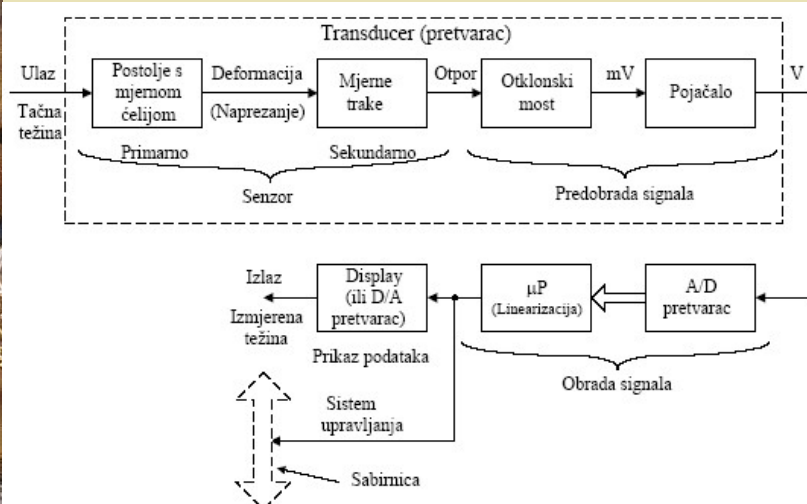 Transducer (pretvarac)
Ulaz
Tačna
težina
Postolje s
mjernom
ćelijom
Primarno
Deformacija
(Naprezanje)
Mjerne
trake
Sekundarno
Senzor
Otpor
Otklonski
most
mV
Pojačalo
V
Predobrada signala
Izlaz
Izmjerena
težina
Display
(ili D/A
pretvarac)
Prikaz podataka
μP
(Linearizacija)
A/D
pretvarac
Obrada signala
Sistem
upravljanja
Sabirnica